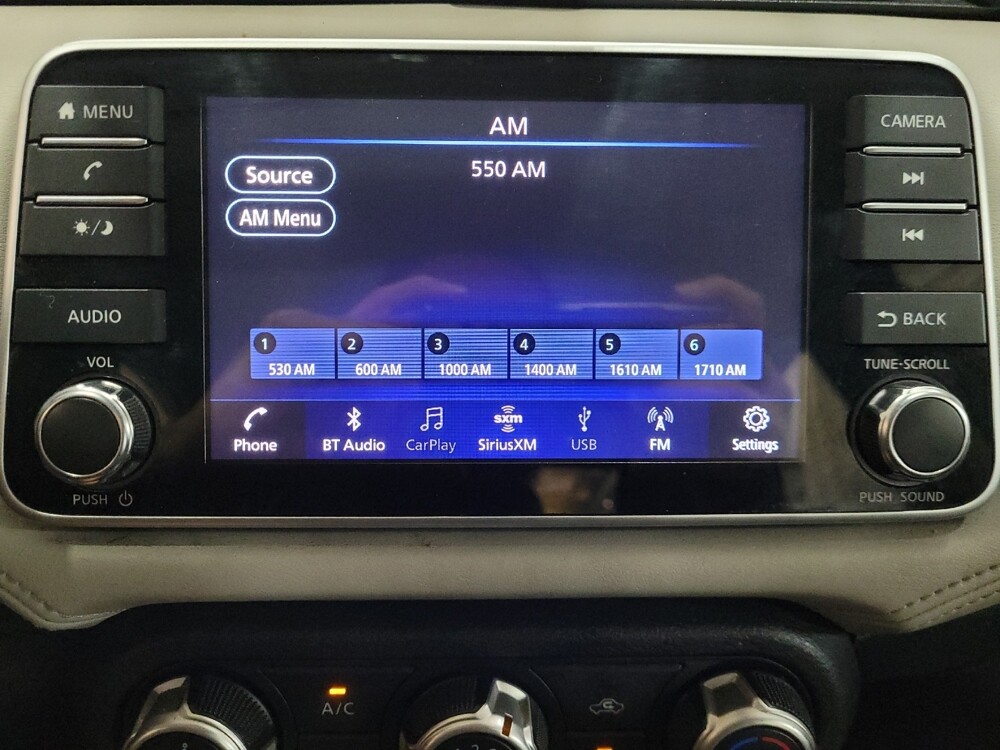 MENU
AUDIO
VOL
PUSH
AM
550 AM
Source
AM Menu
1 2 3 4 5 6
530 AM 600 AM 1000 AM 1400 AM 1610 AM 1710 AM
sxm
Phone BT Audio CarPlay SiriusXM USB FM Settings
CAMERA
BACK
TUNE·SCROLL
PUSH SOUND
A/C